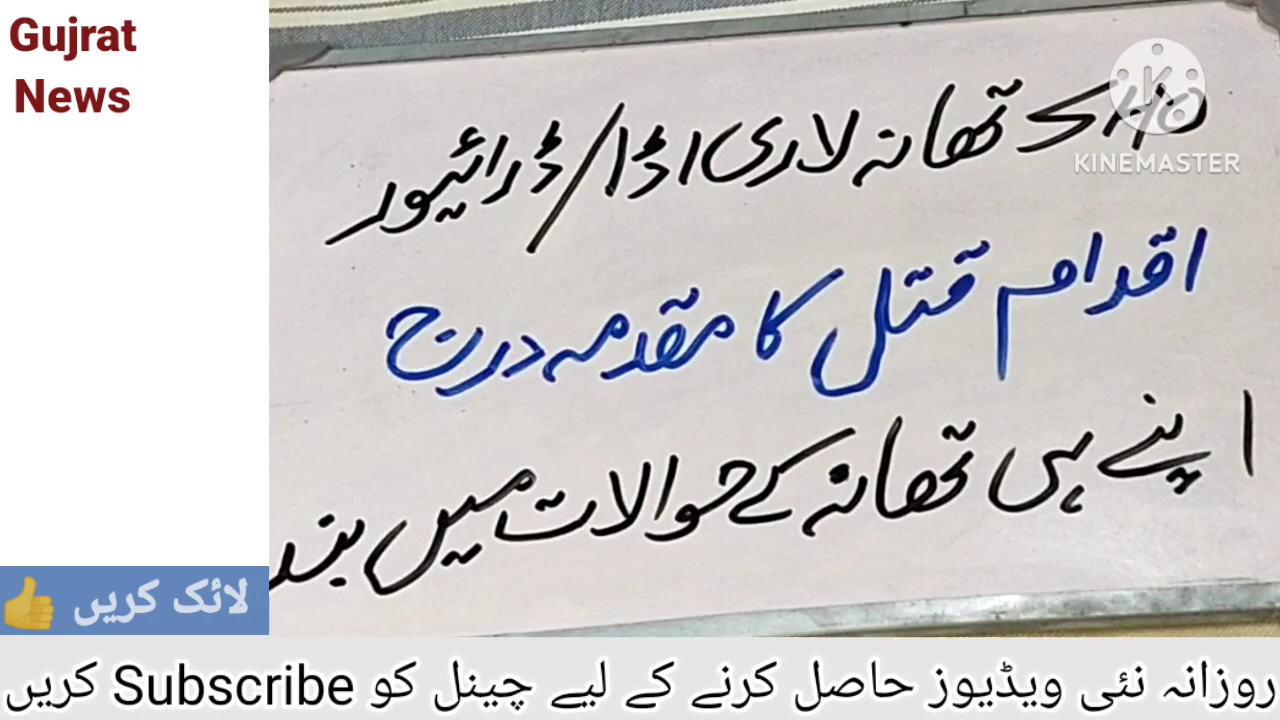 Gujrat
News
KINEMASTER
تھانہ لاری اڈا/ڈرائیور
اقدام قتل کا مقدمہ درج
اپنے ہی تھانہ کے حوالات میں بند
لائک کریں
روزانہ نئی ویڈیوز حاصل کرنے کے لیے چینل کو Subscribe کریں